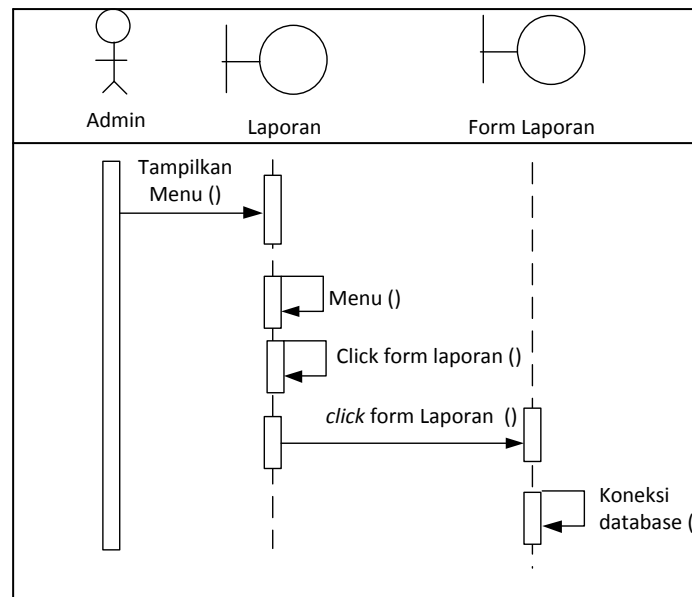 Admin
Laporan
Form Laporan
Tampilkan
Menu ()
Menu ()
Click form laporan ()
click form Laporan ()
Koneksi
database (